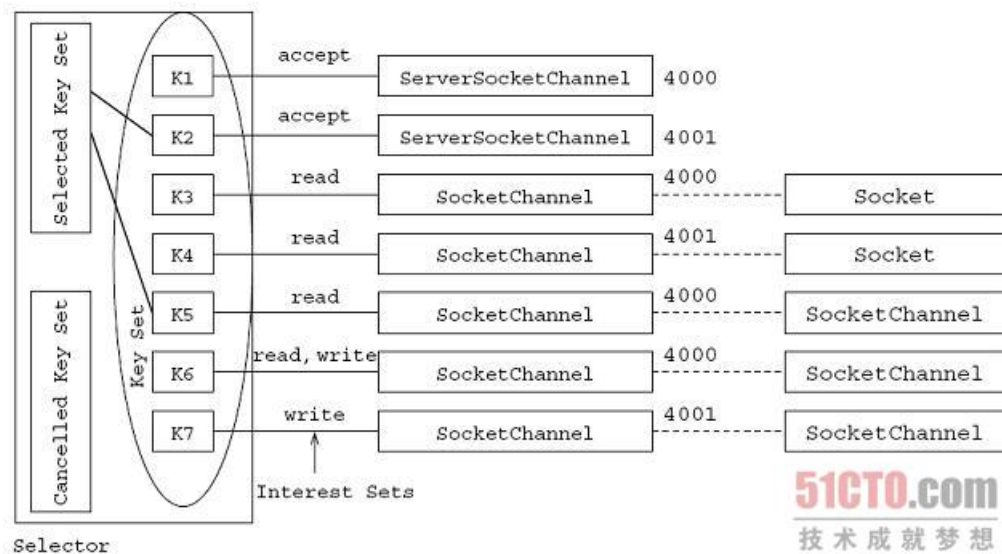 Selected Key Set
Cancelled Key Set
Key Set
K1
accept
ServerSocketChannel
4000
K2
accept
ServerSocketChannel
4001
K3
read
SocketChannel
4000
Socket
K4
read
SocketChannel
4001
Socket
K5
read
SocketChannel
4000
SocketChannel
K6
read, write
SocketChannel
4000
SocketChannel
K7
write
SocketChannel
4001
SocketChannel
Interest Sets
Selector
51CTO.com
技术成就梦想